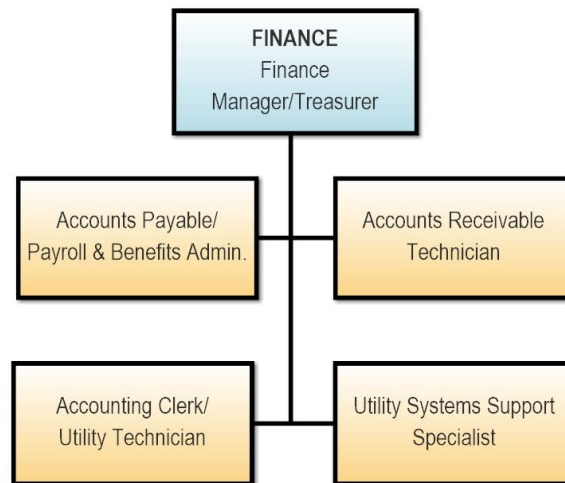 FINANCE
Finance
Manager/Treasurer
Accounts Payable/
Payroll & Benefits Admin.
Accounts Receivable
Technician
Accounting Clerk/
Utility Technician
Utility Systems Support
Specialist